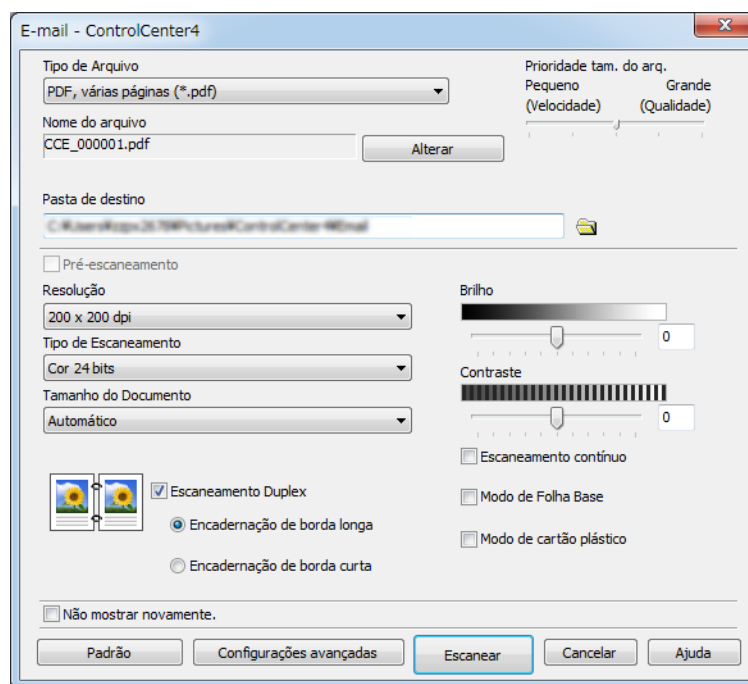 E-mail - ControlCenter4
Tipo de Arquivo
PDF, várias páginas (*.pdf)
Prioridade tam. do arq.
Pequeno Grande
(Velocidade) (Qualidade)
Nome do arquivo
CCE_000001.pdf
Alterar
Pasta de destino
Pré-escaneamento
Resolução
200 x 200 dpi
Tipo de Escaneamento
Cor 24 bits
Tamanho do Documento
Automático
Brilho
0
Contraste
0
Escaneamento contínuo
Modo de Folha Base
Modo de cartão plástico
Escaneamento Duplex
Encadernação de borda longa
Encadernação de borda curta
Não mostrar novamente.
Padrão Configurações avançadas Escanear Cancelar Ajuda